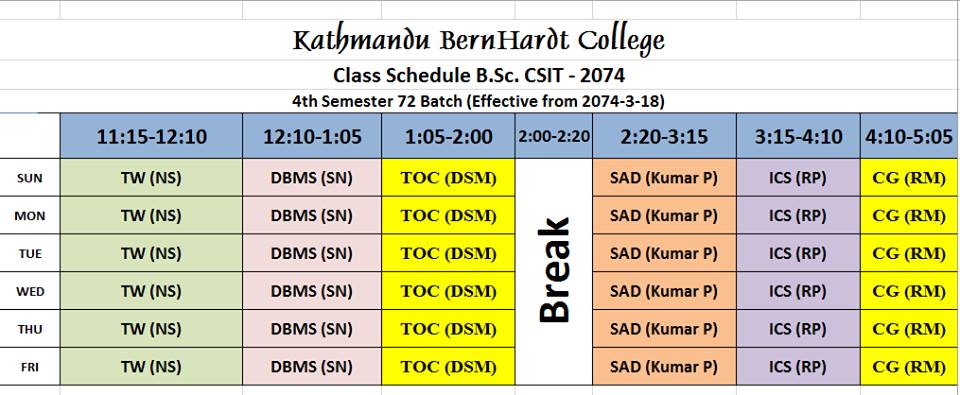 Kathmandu BernHardt College
Class Schedule B.Sc. CSIT - 2074
4th Semester 72 Batch (Effective from 2074-3-18)
11:15-12:10 12:10-1:05 1:05-2:00 2:00-2:20 2:20-3:15 3:15-4:10 4:10-5:05
SUN TW (NS) DBMS (SN) TOC (DSM) SAD (Kumar P) ICS (RP) CG (RM)
MON TW (NS) DBMS (SN) TOC (DSM) SAD (Kumar P) ICS (RP) CG (RM)
TUE TW (NS) DBMS (SN) TOC (DSM) SAD (Kumar P) ICS (RP) CG (RM)
WED TW (NS) DBMS (SN) TOC (DSM) SAD (Kumar P) ICS (RP) CG (RM)
THU TW (NS) DBMS (SN) TOC (DSM) SAD (Kumar P) ICS (RP) CG (RM)
FRI TW (NS) DBMS (SN) TOC (DSM) SAD (Kumar P) ICS (RP) CG (RM)
Break